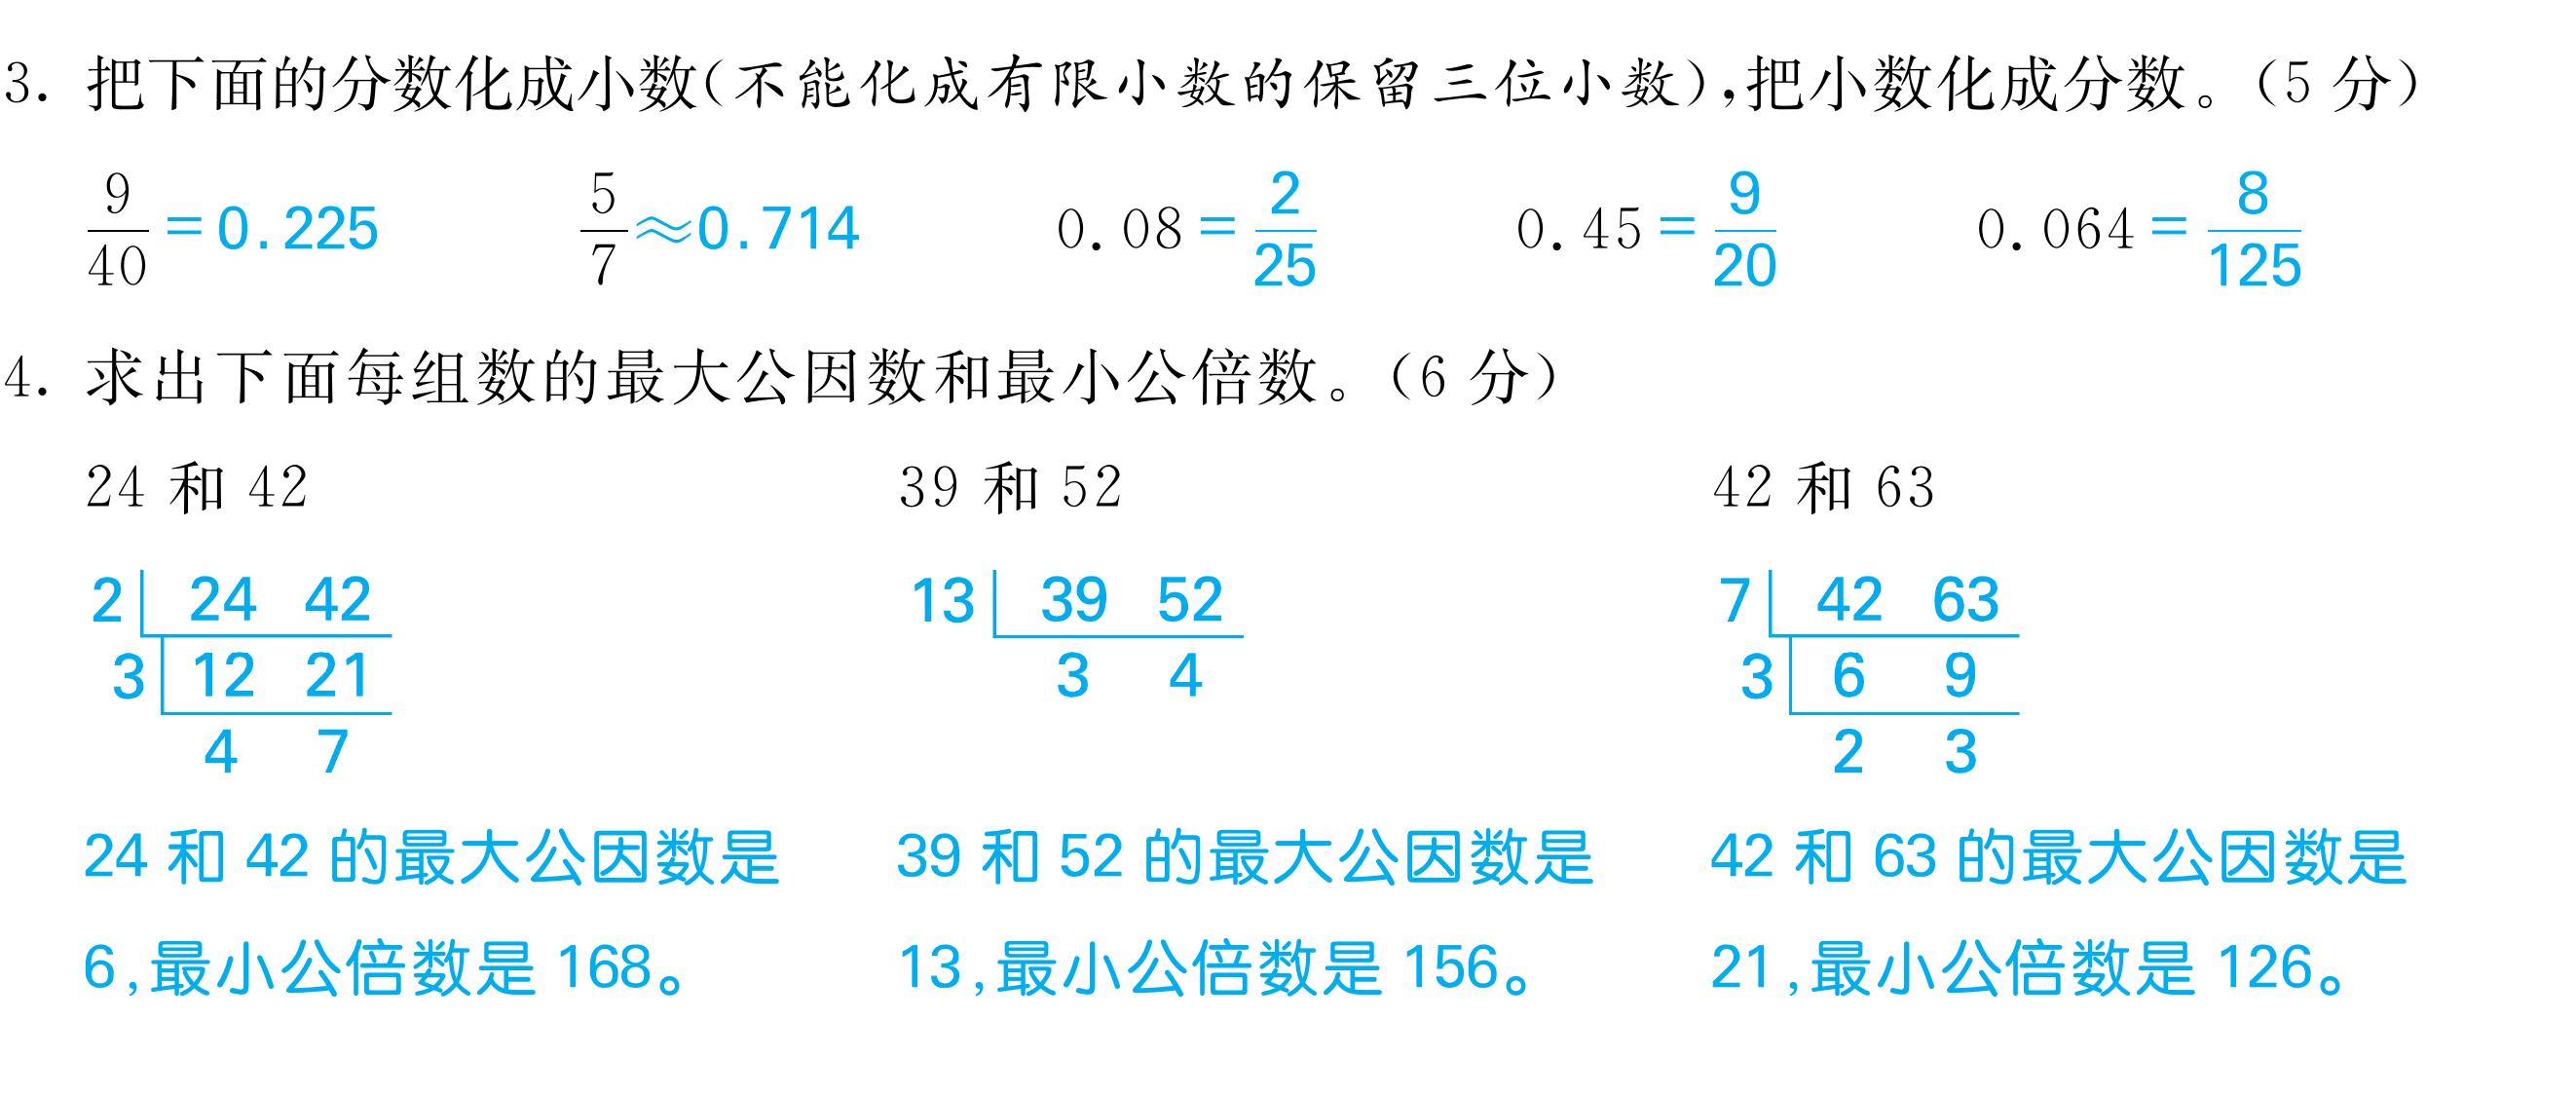 3. 把下面的分数化成小数(不能化成有限小数的保留三位小数),把小数化成分数。(5 分)
9/40 = 0.225 5/7 ≈ 0.714 0.08 = 2/25 0.45 = 9/20 0.064 = 8/125
4. 求出下面每组数的最大公因数和最小公倍数。(6 分)
24 和 42 39 和 52 42 和 63
2 24 42 13 39 52 7 42 63
3 12 21 3 4 3 6 9
4 7 2 3
24 和 42 的最大公因数是 39 和 52 的最大公因数是 42 和 63 的最大公因数是
6,最小公倍数是 168。 13,最小公倍数是 156。 21,最小公倍数是 126。